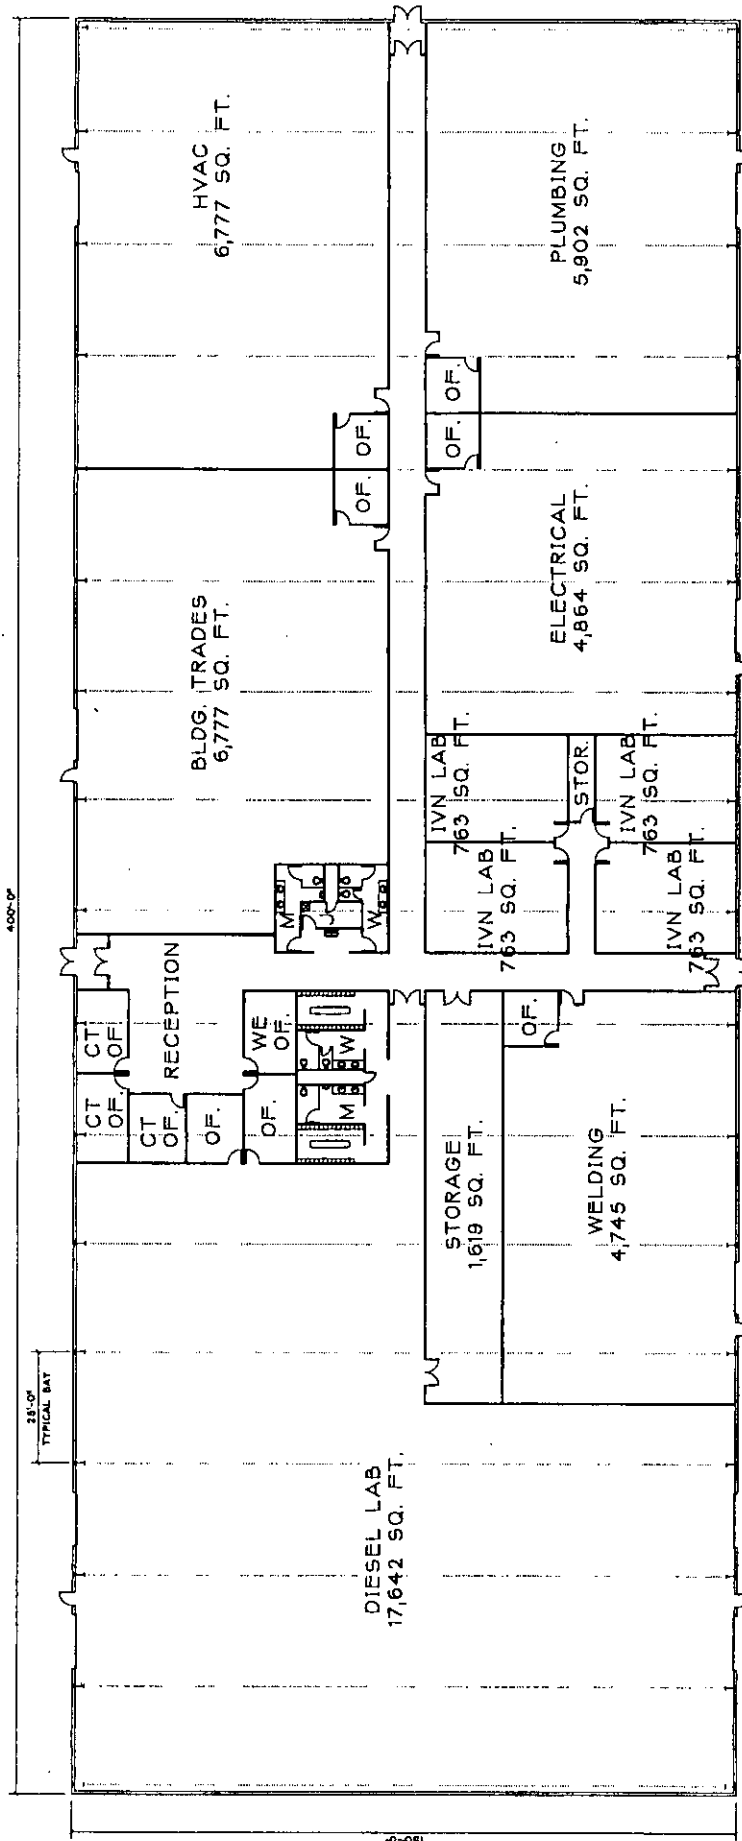 400'-0"
25'-0"
TYPICAL BAY
150'-0"
HVAC
6,777 SQ. FT.
PLUMBING
5,902 SQ. FT.
OF.
OF.
OF.
OF.
BLDG. TRADES
6,777 SQ. FT.
ELECTRICAL
4,864 SQ. FT.
IVN LAB
763 SQ. FT.
STOR.
IVN LAB
763 SQ. FT.
IVN LAB
763 SQ. FT.
IVN LAB
763 SQ. FT.
M
W
RECEPTION
CT
OF.
CT
OF.
CT
OF.
OF.
WE
OF.
OF.
W
M
OF.
STORAGE
1,619 SQ. FT.
WELDING
4,745 SQ. FT.
DIESEL LAB
17,642 SQ. FT.